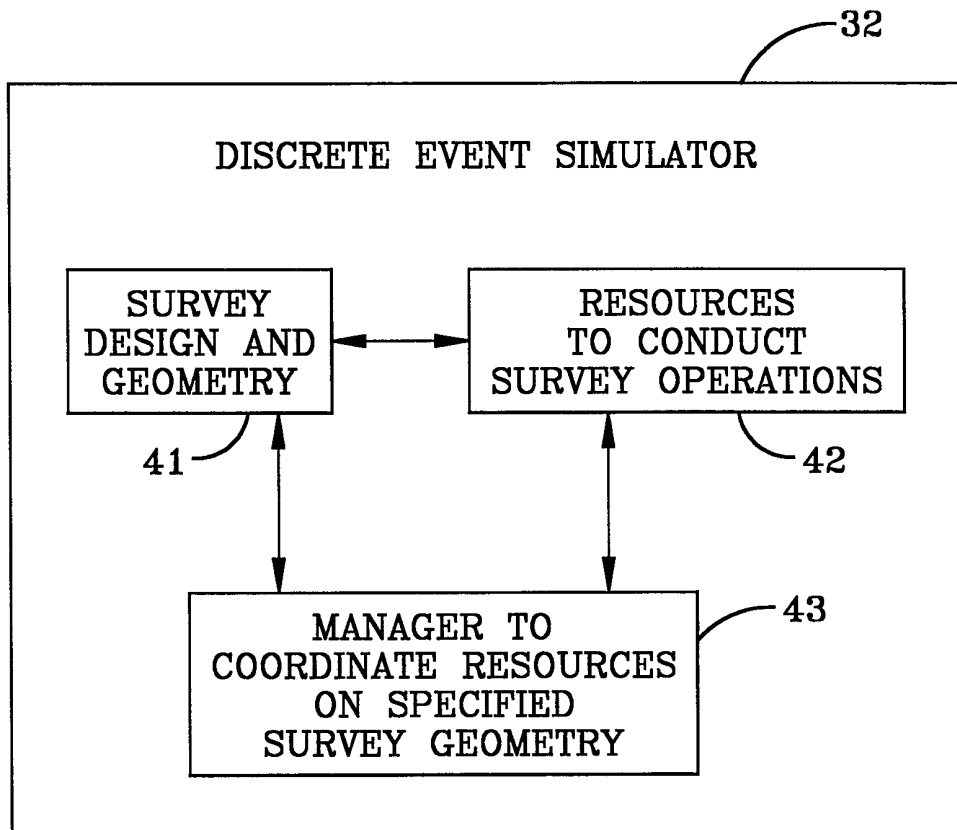 32
DISCRETE EVENT SIMULATOR
SURVEY
DESIGN AND
GEOMETRY
RESOURCES
TO CONDUCT
SURVEY OPERATIONS
41
42
43
MANAGER TO
COORDINATE RESOURCES
ON SPECIFIED
SURVEY GEOMETRY